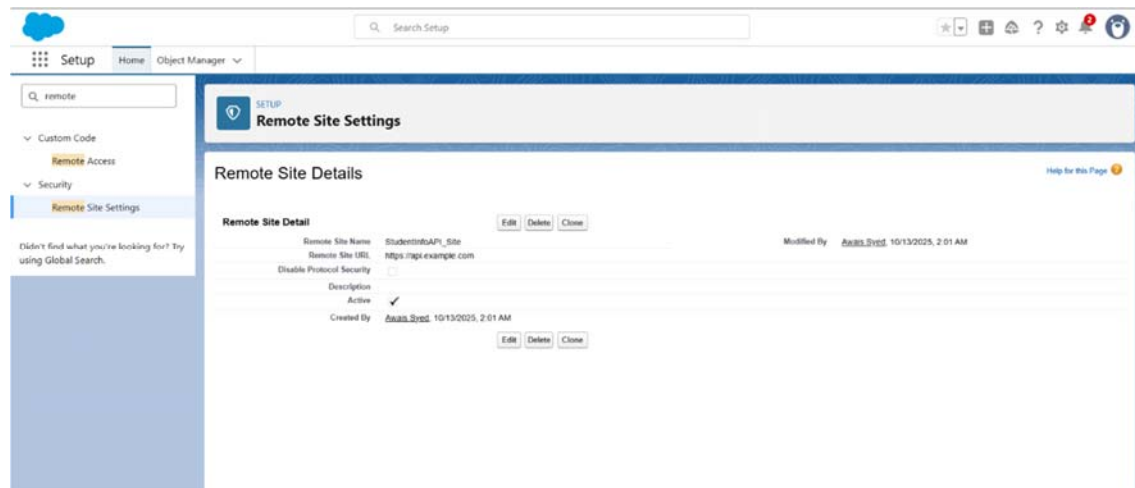 Search Setup
2
Setup Home Object Manager
remote
Custom Code
Remote Access
Security
Remote Site Settings
Didn't find what you're looking for? Try
using Global Search.
SETUP
Remote Site Settings
Remote Site Details
Help for this Page ?
Remote Site Detail
Edit Delete Clone
Remote Site Name StudentInfoAPI_Site Modified By Awais Syed, 10/13/2025, 2:01 AM
Remote Site URL https://api.example.com
Disable Protocol Security
Description
Active
Created By Awais Syed, 10/13/2025, 2:01 AM
Edit Delete Clone